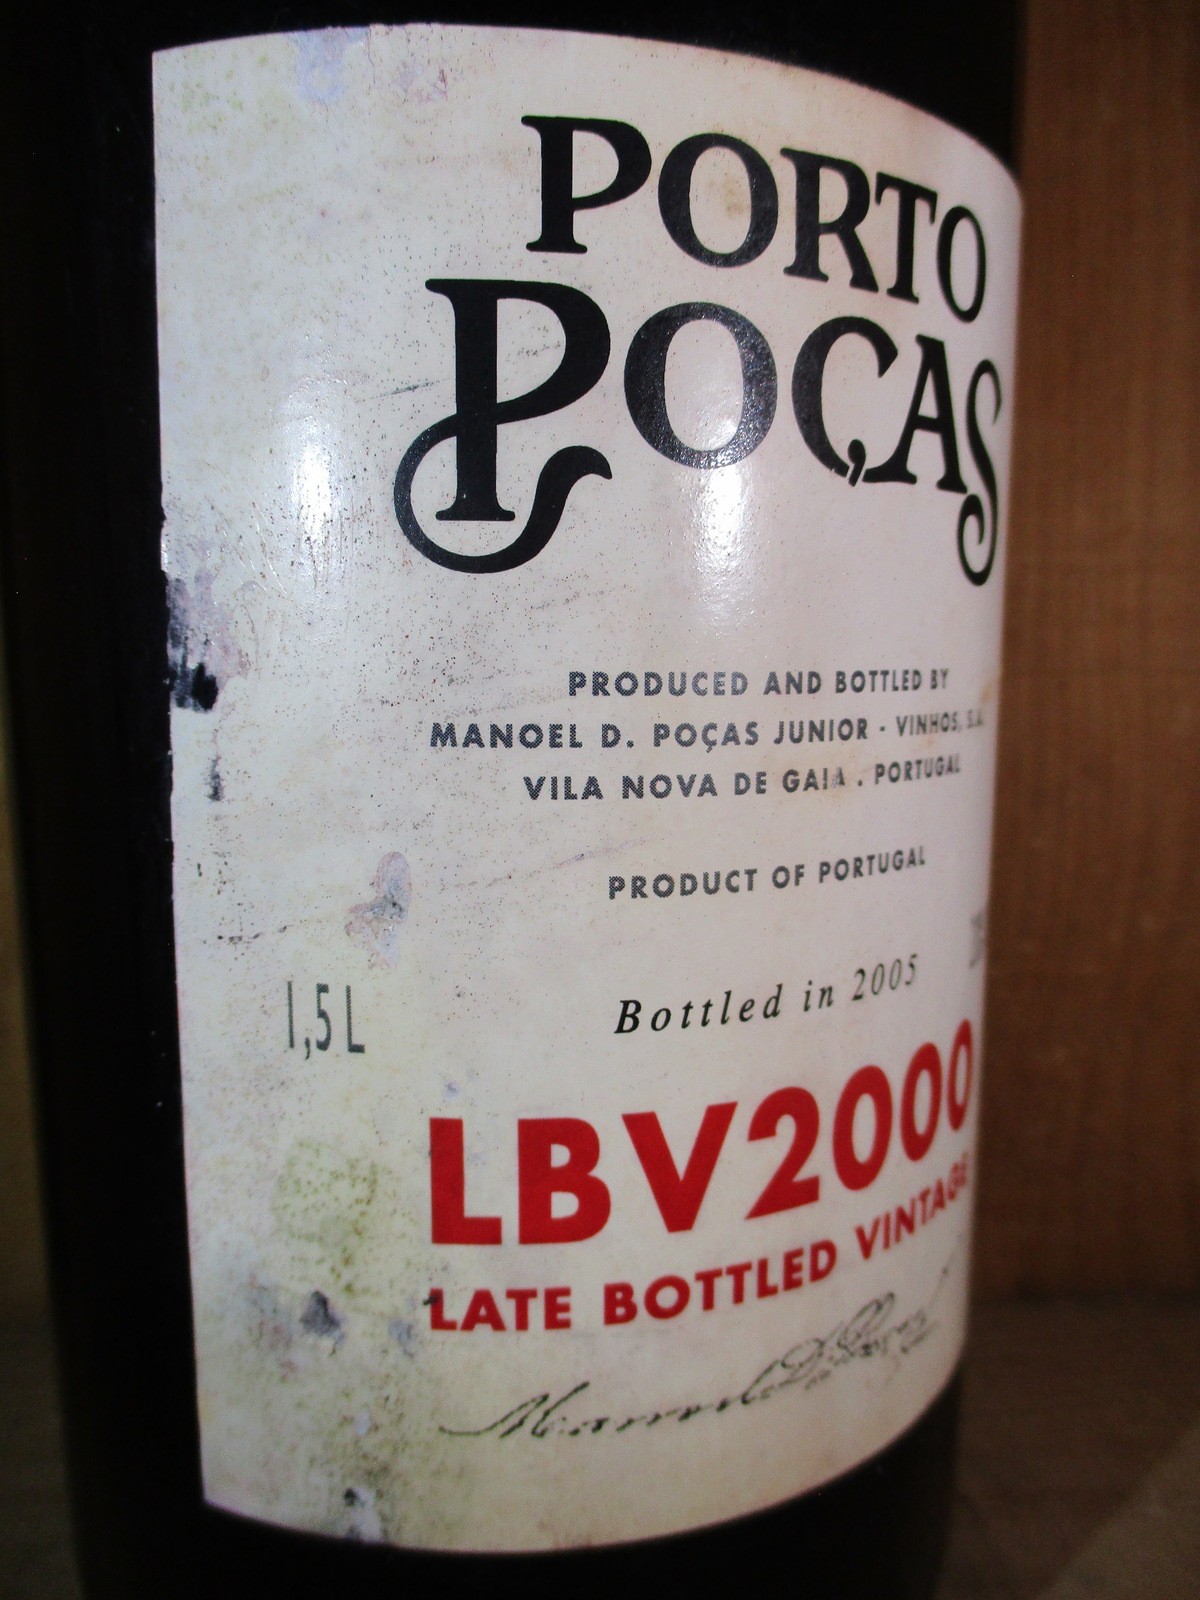 PORTO
POÇAS
PRODUCED AND BOTTLED BY
MANOEL D. POÇAS JUNIOR - VINHOS, S.A.
VILA NOVA DE GAIA . PORTUGAL
PRODUCT OF PORTUGAL
Bottled in 2005
1,5 L
LBV2000
LATE BOTTLED VINTAGE